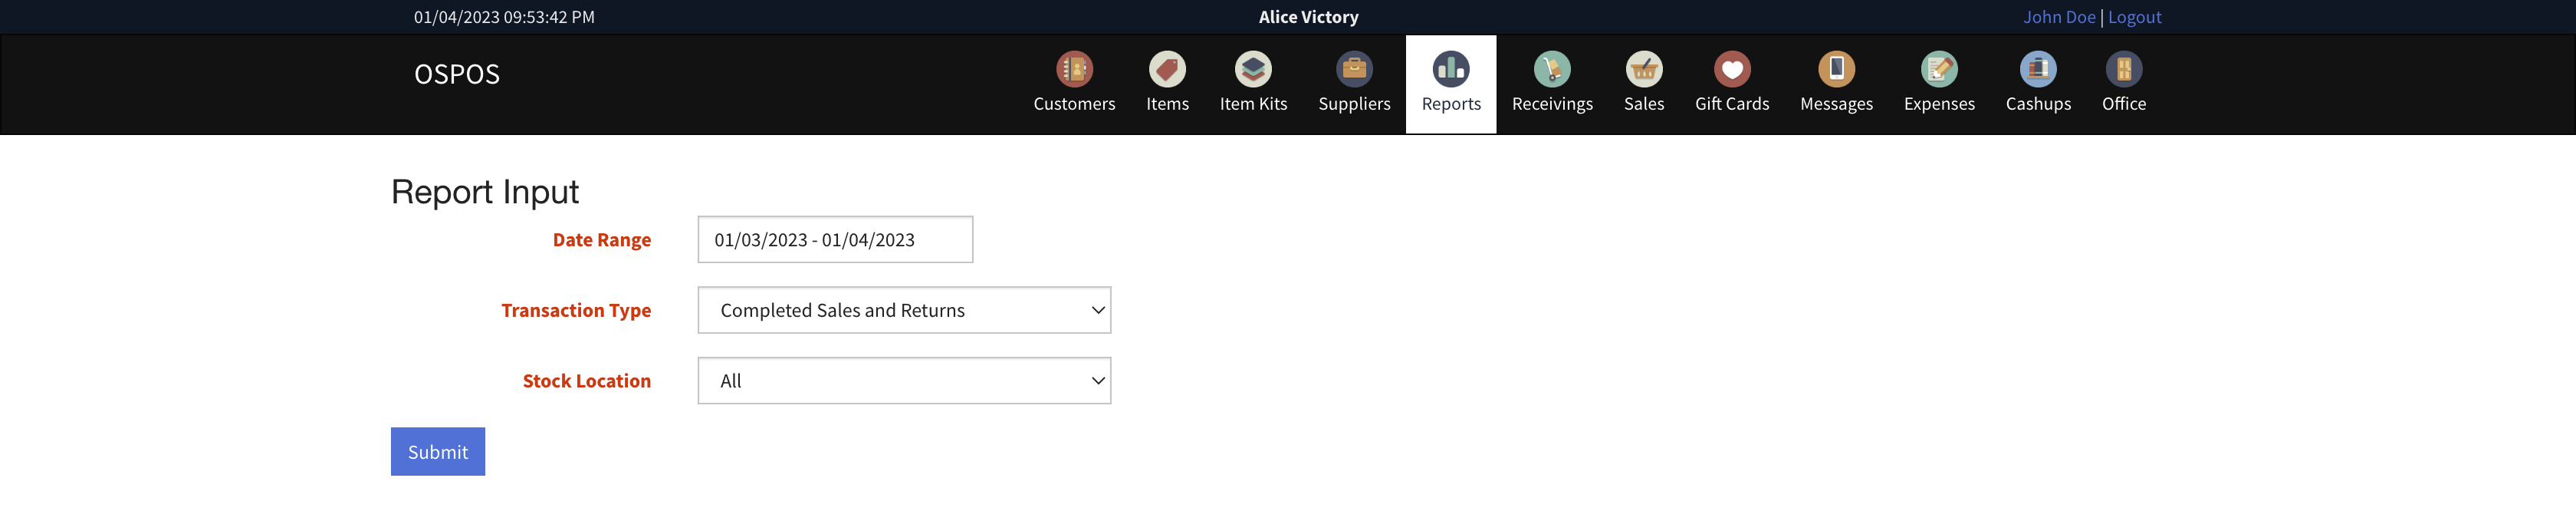 01/04/2023 09:53:42 PM Alice Victory John Doe | Logout
OSPOS
Customers Items Item Kits Suppliers Reports Receivings Sales Gift Cards Messages Expenses Cashups Office
Report Input
Date Range 01/03/2023 - 01/04/2023
Transaction Type Completed Sales and Returns
Stock Location All
Submit